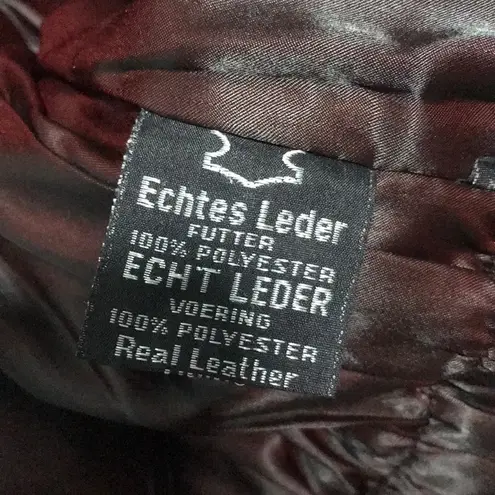 Echtes Leder
FUTTER
100% POLYESTER
ECHT LEDER
VOERING
100% POLYESTER
Real Leather